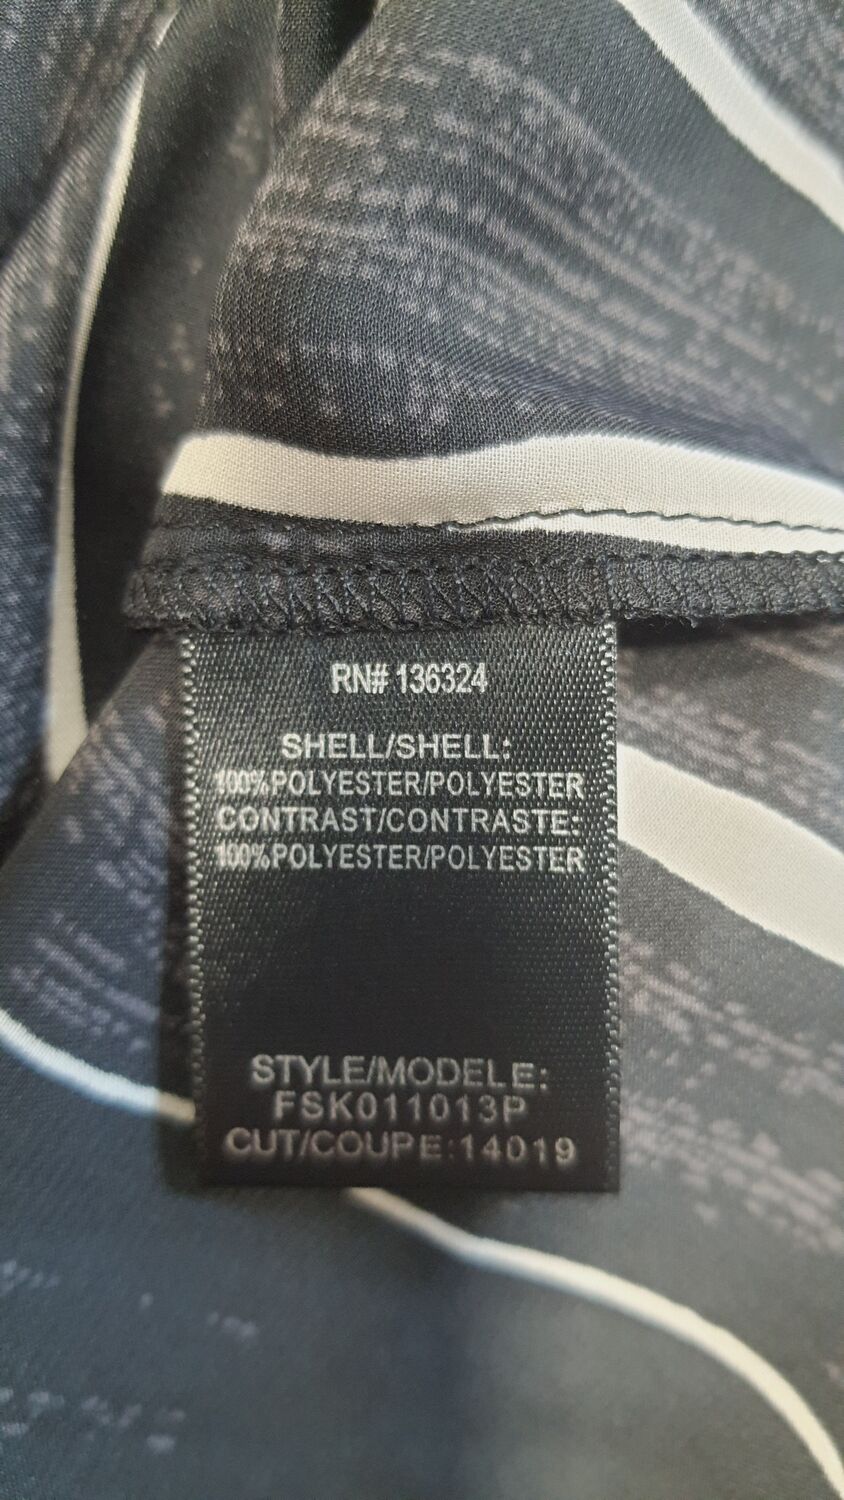 RN# 136324
SHELL/SHELL:
100%POLYESTER/POLYESTER
CONTRAST/CONTRASTE:
100%POLYESTER/POLYESTER
STYLE/MODELE:
FSK011013P
CUT/COUPE:14019